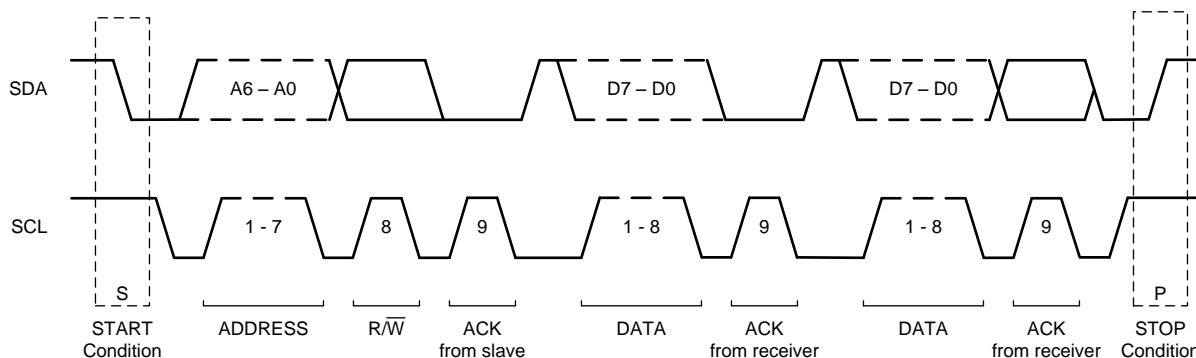 SDA
A6 – A0
D7 – D0
D7 – D0
SCL
1 - 7
8
9
1 - 8
9
1 - 8
9
S
P
START
Condition
ADDRESS
R/W̅
ACK
from slave
DATA
ACK
from receiver
DATA
ACK
from receiver
STOP
Condition